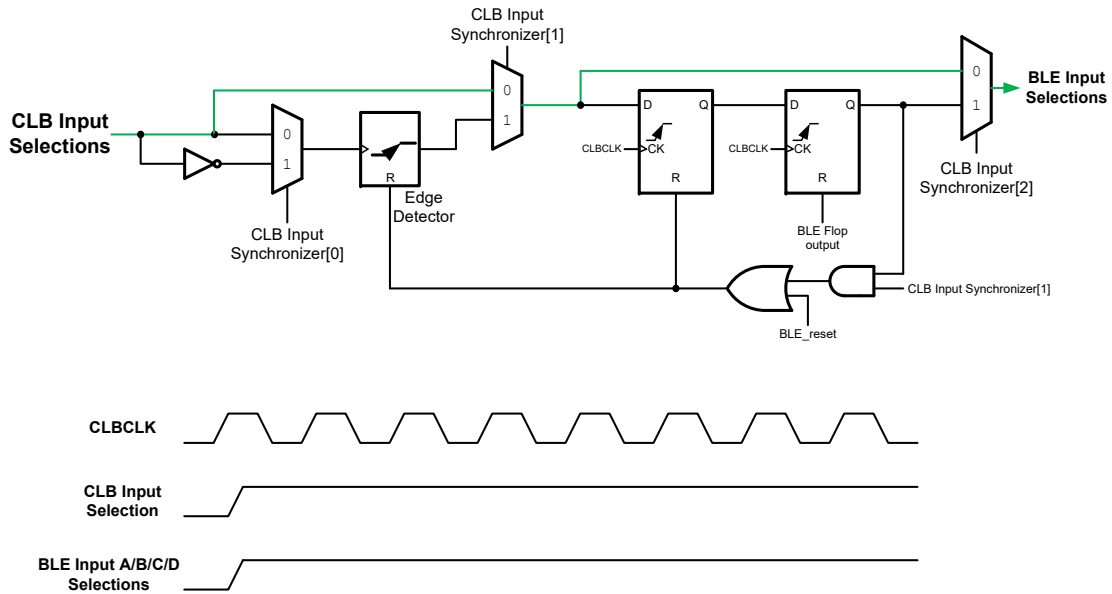 CLB Input
Synchronizer[1]
CLB Input
Selections
0
1
R
Edge
Detector
CLB Input
Synchronizer[0]
0
1
D
Q
CLBCLK
CK
R
D
Q
CLBCLK
CK
R
BLE Flop
output
0
1
BLE Input
Selections
CLB Input
Synchronizer[2]
CLB Input Synchronizer[1]
BLE_reset
CLBCLK
CLB Input
Selection
BLE Input A/B/C/D
Selections